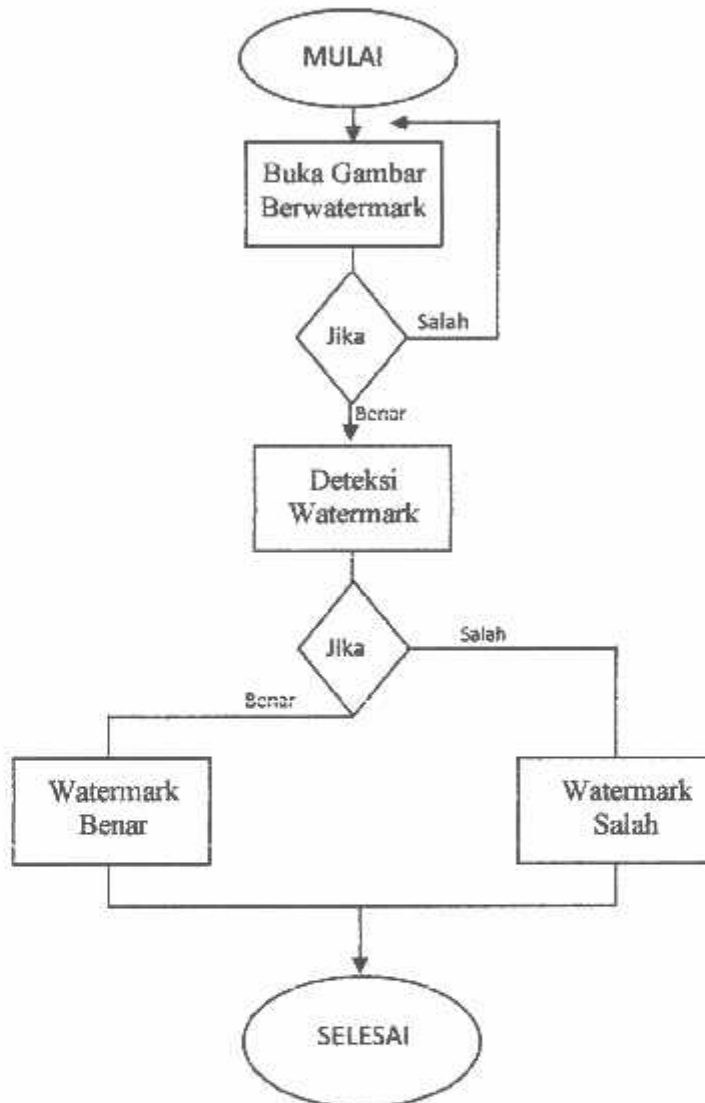 MULAI
Buka Gambar
Berwatermark
Jika
Salah
Benar
Deteksi
Watermark
Jika
Salah
Benar
Watermark
Benar
Watermark
Salah
SELESAI